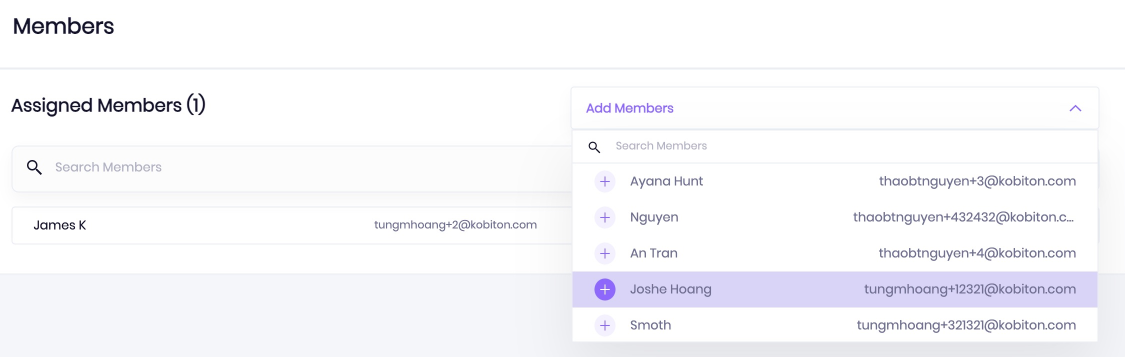 Members
Assigned Members (1)
Add Members
Search Members
Search Members
James K tungmhoang+2@kobiton.com
Ayana Hunt thaobtnguyen+3@kobiton.com
Nguyen thaobtnguyen+432432@kobiton.c...
An Tran thaobtnguyen+4@kobiton.com
Joshe Hoang tungmhoang+12321@kobiton.com
Smoth tungmhoang+321321@kobiton.com